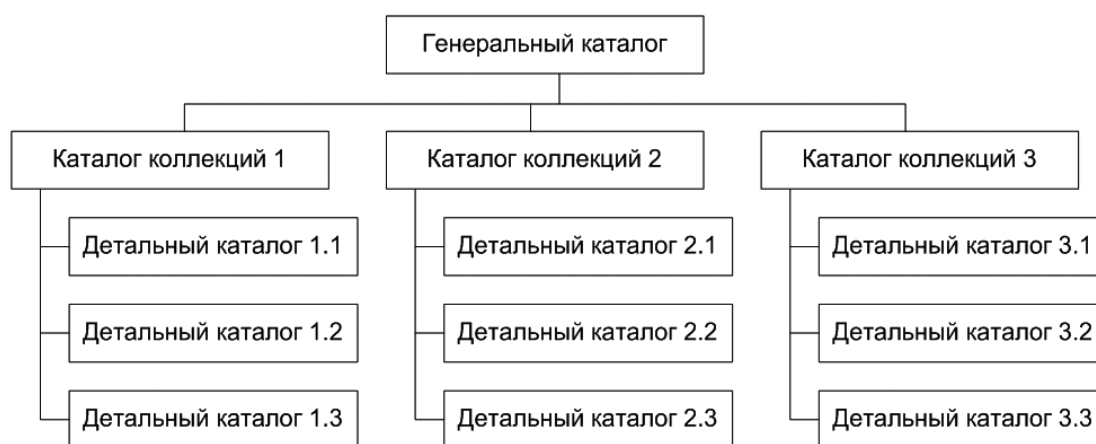 Генеральный каталог
Каталог коллекций 1
Каталог коллекций 2
Каталог коллекций 3
Детальный каталог 1.1
Детальный каталог 2.1
Детальный каталог 3.1
Детальный каталог 1.2
Детальный каталог 2.2
Детальный каталог 3.2
Детальный каталог 1.3
Детальный каталог 2.3
Детальный каталог 3.3